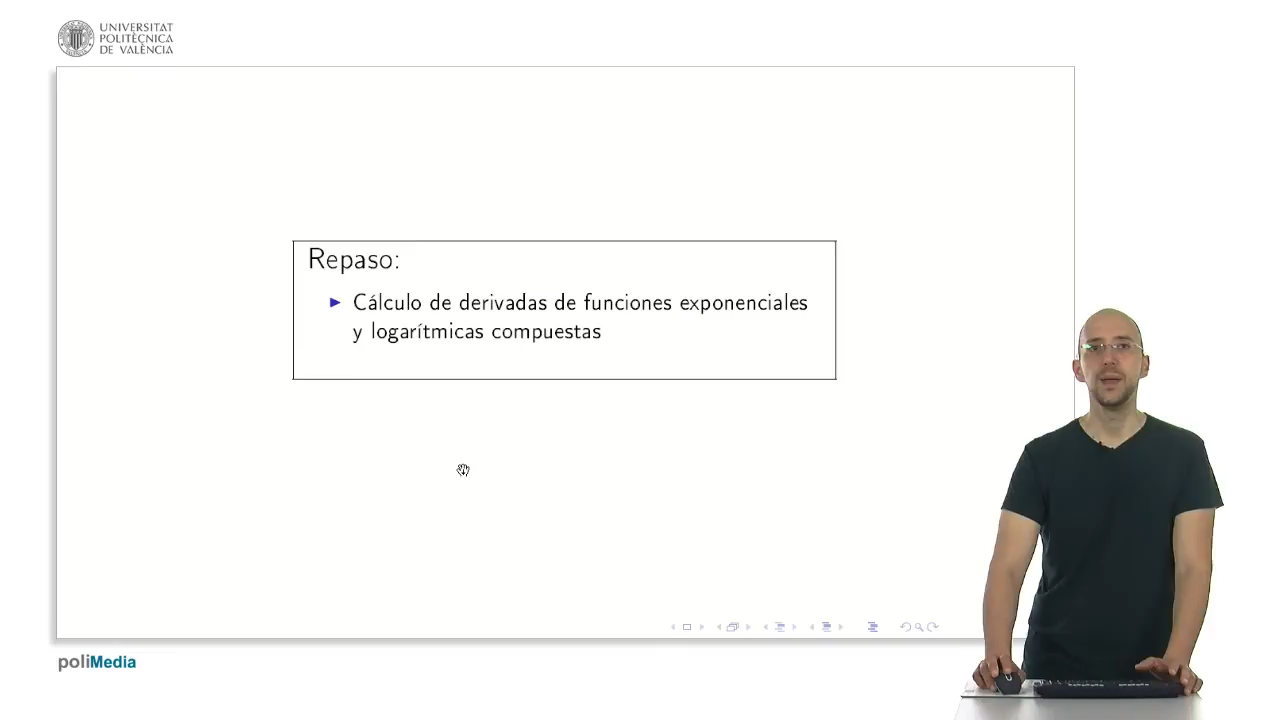 UNIVERSITAT
POLITÈCNICA
DE VALÈNCIA
Repaso:
Cálculo de derivadas de funciones exponenciales
y logarítmicas compuestas
poliMedia